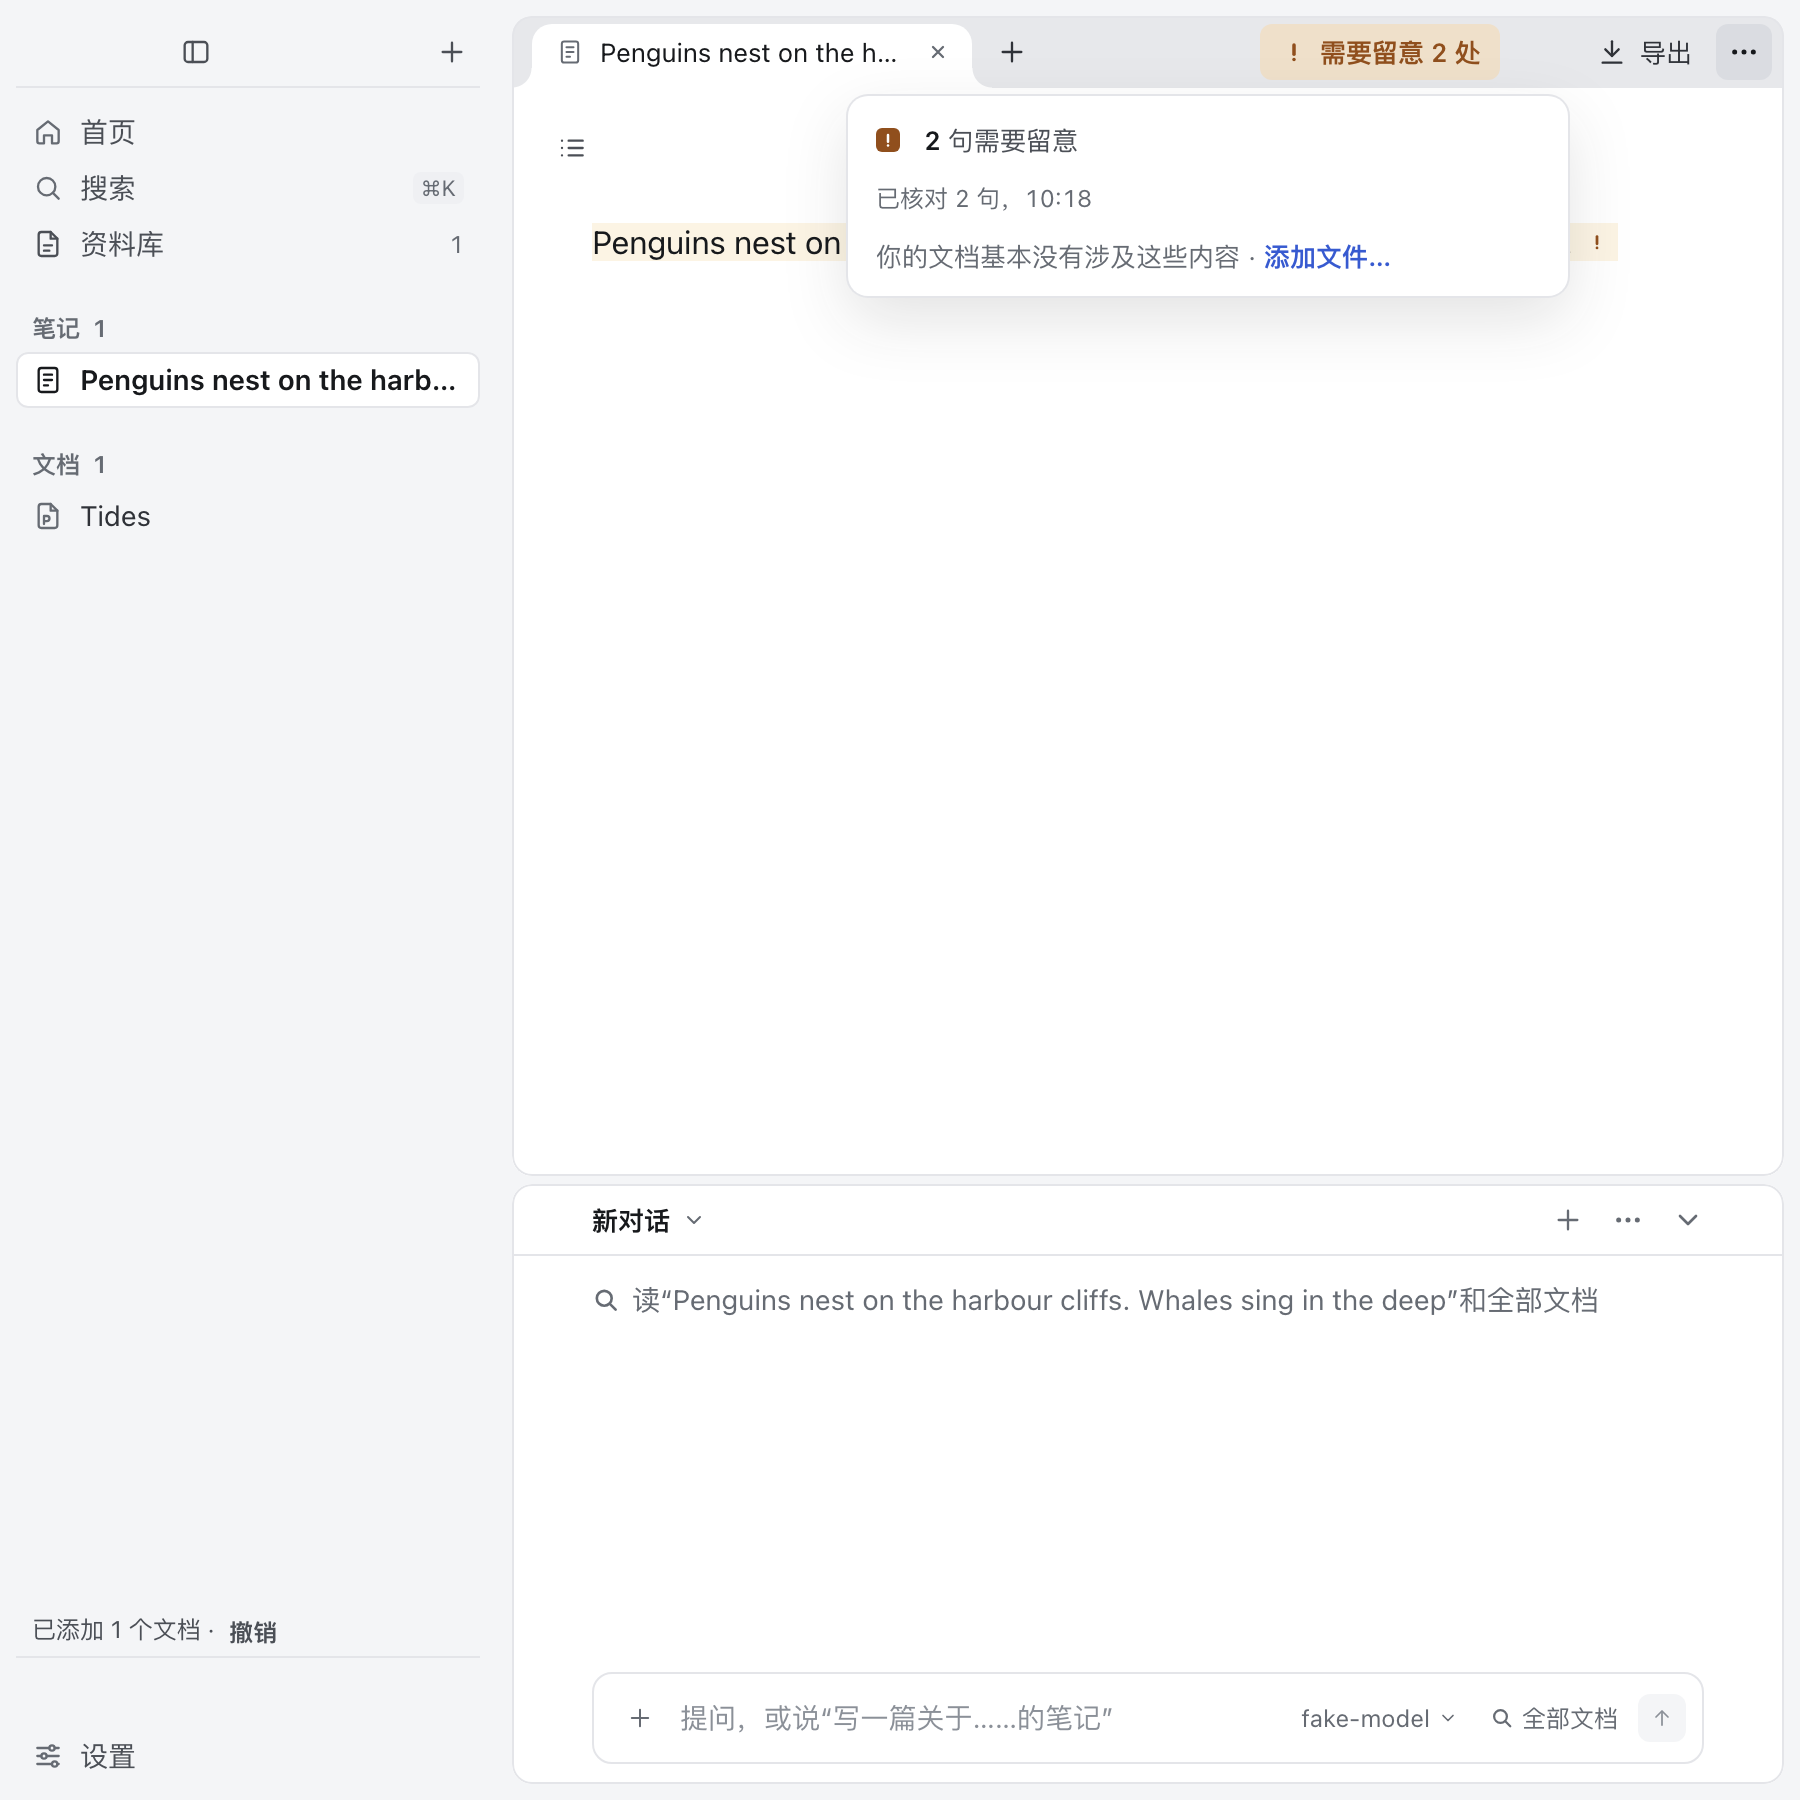 首页
搜索 ⌘K
资料库 1
笔记 1
Penguins nest on the harb...
文档 1
Tides
已添加 1 个文档 · 撤销
设置
Penguins nest on the h...
需要留意 2 处
导出
2 句需要留意
已核对 2 句，10:18
你的文档基本没有涉及这些内容 · 添加文件...
Penguins nest on
新对话
读“Penguins nest on the harbour cliffs. Whales sing in the deep”和全部文档
提问，或说“写一篇关于……的笔记”
fake-model
全部文档